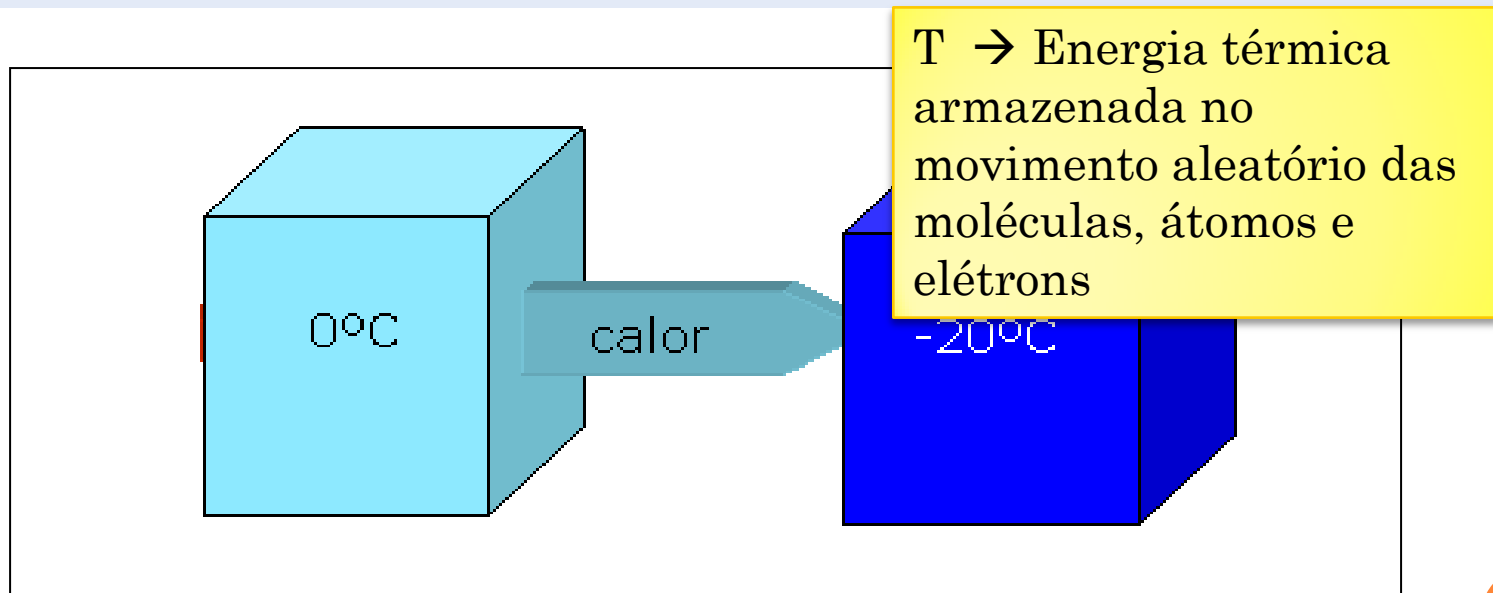 T → Energia térmica
armazenada no
movimento aleatório das
moléculas, átomos e
elétrons
0ºC
calor
-20ºC